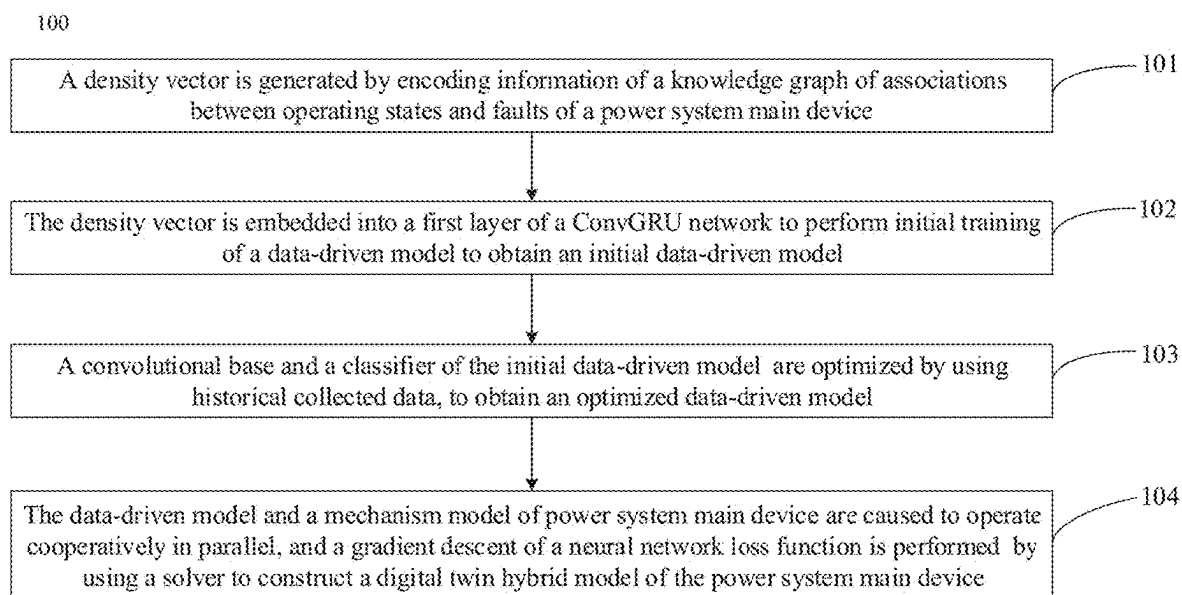 100
A density vector is generated by encoding information of a knowledge graph of associations
between operating states and faults of a power system main device
101
The density vector is embedded into a first layer of a ConvGRU network to perform initial training
of a data-driven model to obtain an initial data-driven model
102
A convolutional base and a classifier of the initial data-driven model are optimized by using
historical collected data, to obtain an optimized data-driven model
103
The data-driven model and a mechanism model of power system main device are caused to operate
cooperatively in parallel, and a gradient descent of a neural network loss function is performed by
using a solver to construct a digital twin hybrid model of the power system main device
104